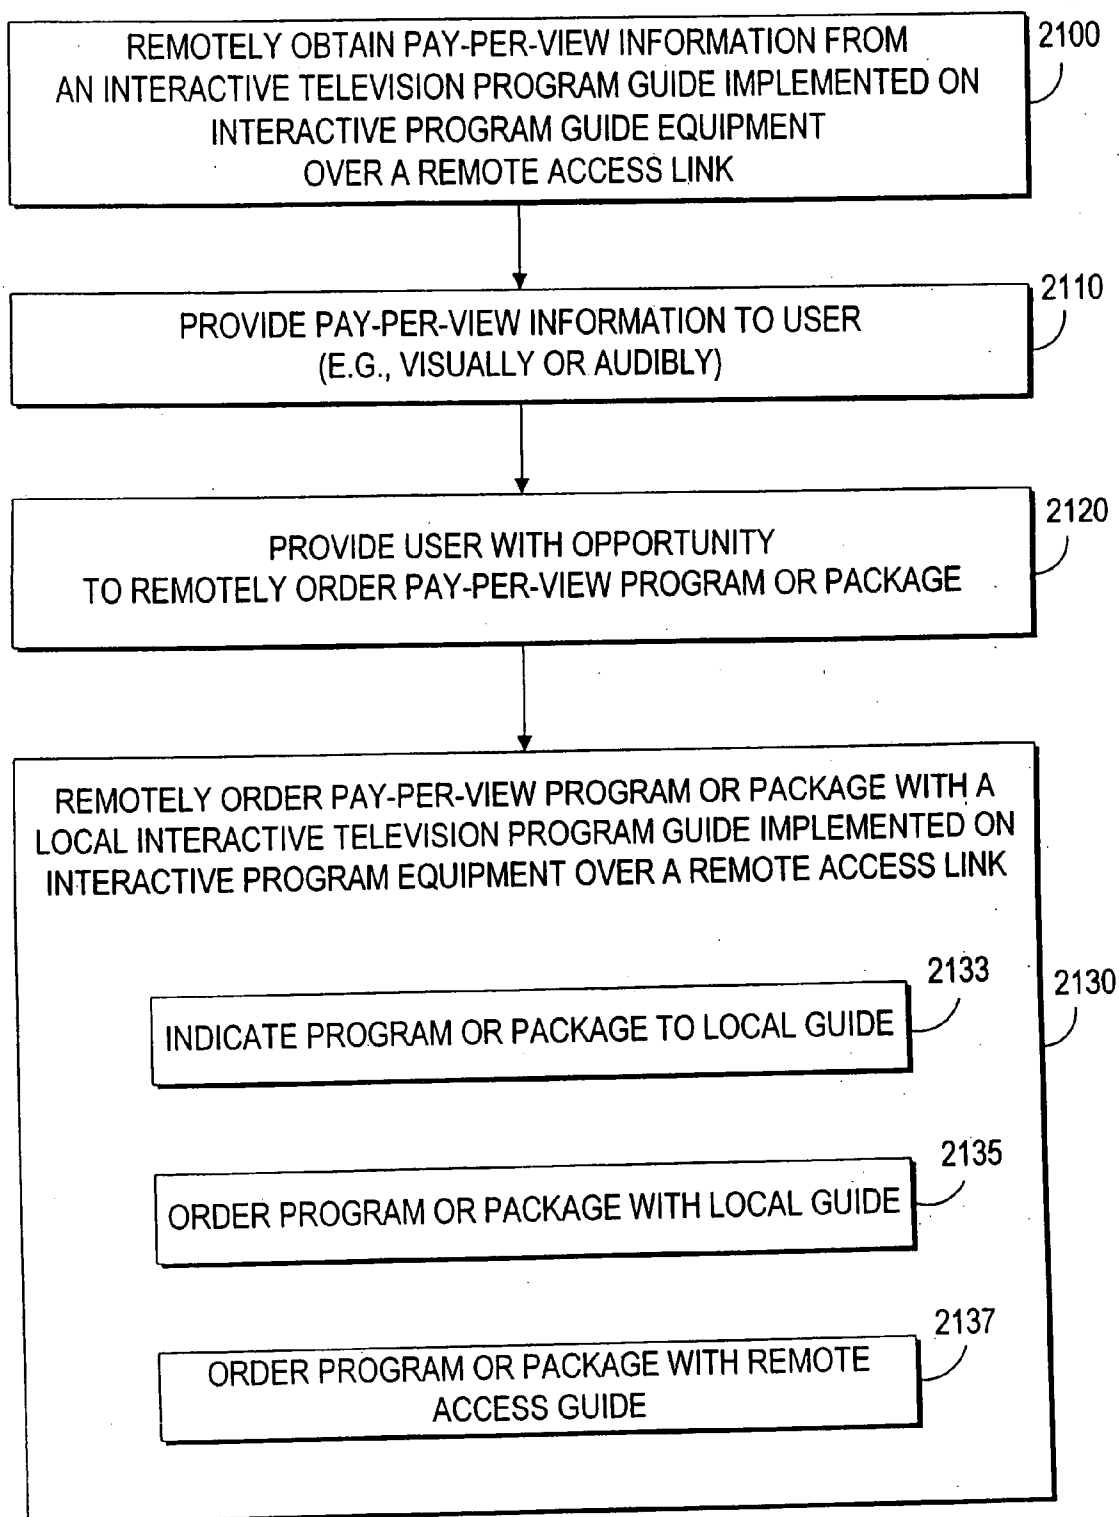 REMOTELY OBTAIN PAY-PER-VIEW INFORMATION FROM
AN INTERACTIVE TELEVISION PROGRAM GUIDE IMPLEMENTED ON
INTERACTIVE PROGRAM GUIDE EQUIPMENT
OVER A REMOTE ACCESS LINK
2100
PROVIDE PAY-PER-VIEW INFORMATION TO USER
(E.G., VISUALLY OR AUDIBLY)
2110
PROVIDE USER WITH OPPORTUNITY
TO REMOTELY ORDER PAY-PER-VIEW PROGRAM OR PACKAGE
2120
REMOTELY ORDER PAY-PER-VIEW PROGRAM OR PACKAGE WITH A
LOCAL INTERACTIVE TELEVISION PROGRAM GUIDE IMPLEMENTED ON
INTERACTIVE PROGRAM EQUIPMENT OVER A REMOTE ACCESS LINK
2130
2133
INDICATE PROGRAM OR PACKAGE TO LOCAL GUIDE
2135
ORDER PROGRAM OR PACKAGE WITH LOCAL GUIDE
2137
ORDER PROGRAM OR PACKAGE WITH REMOTE
ACCESS GUIDE